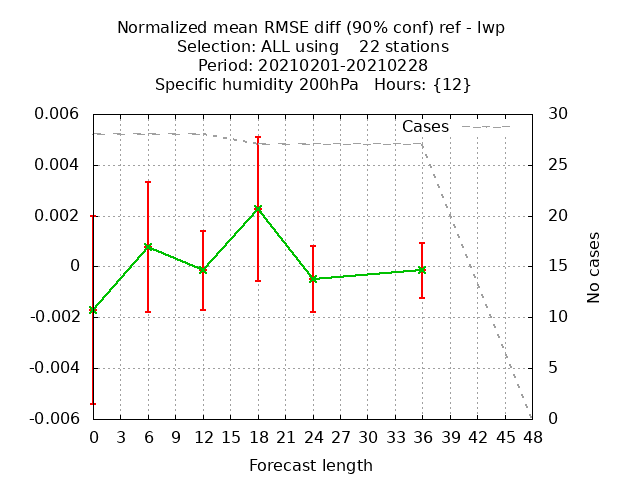 Normalized mean RMSE diff (90% conf) ref - lwp
Selection: ALL using    22 stations
Period: 20210201-20210228
Specific humidity 200hPa   Hours: {12}
0.006
0.004
0.002
0
-0.002
-0.004
-0.006
Cases
30
25
20
15
10
5
0
No cases
0 3 6 9 12 15 18 21 24 27 30 33 36 39 42 45 48
Forecast length